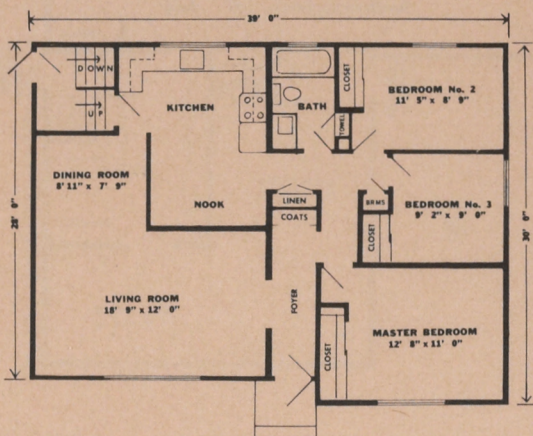 39' 0"
DOWN
UP
KITCHEN
BATH
CLOSET
TOWEL
BEDROOM No. 2
11' 5" x 8' 9"
DINING ROOM
8' 11" x 7' 9"
NOOK
LINEN
COATS
BRMS
CLOSET
BEDROOM No. 3
9' 2" x 9' 0"
28' 0"
30' 0"
LIVING ROOM
18' 9" x 12' 0"
FOYER
CLOSET
MASTER BEDROOM
12' 8" x 11' 0"